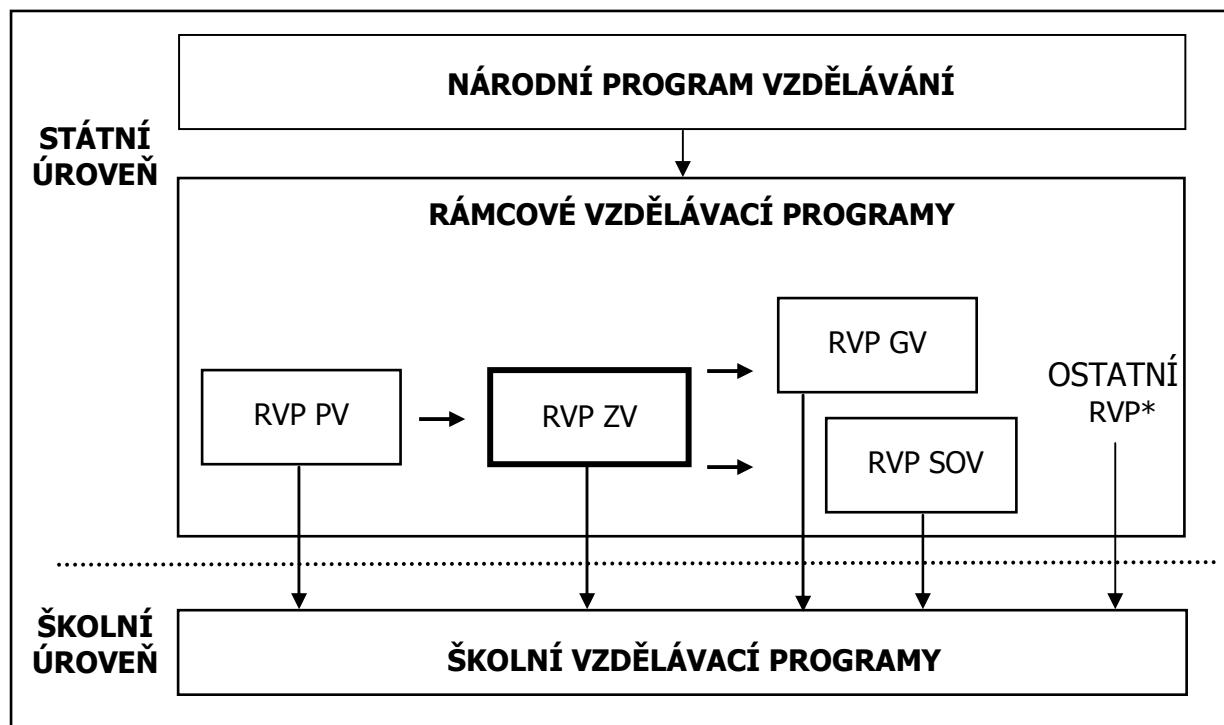 NÁRODNÍ PROGRAM VZDĚLÁVÁNÍ
STÁTNÍ
ÚROVEŇ
RÁMCOVÉ VZDĚLÁVACÍ PROGRAMY
RVP GV
OSTATNÍ
RVP*
RVP PV
RVP ZV
RVP SOV
ŠKOLNÍ
ÚROVEŇ
ŠKOLNÍ VZDĚLÁVACÍ PROGRAMY